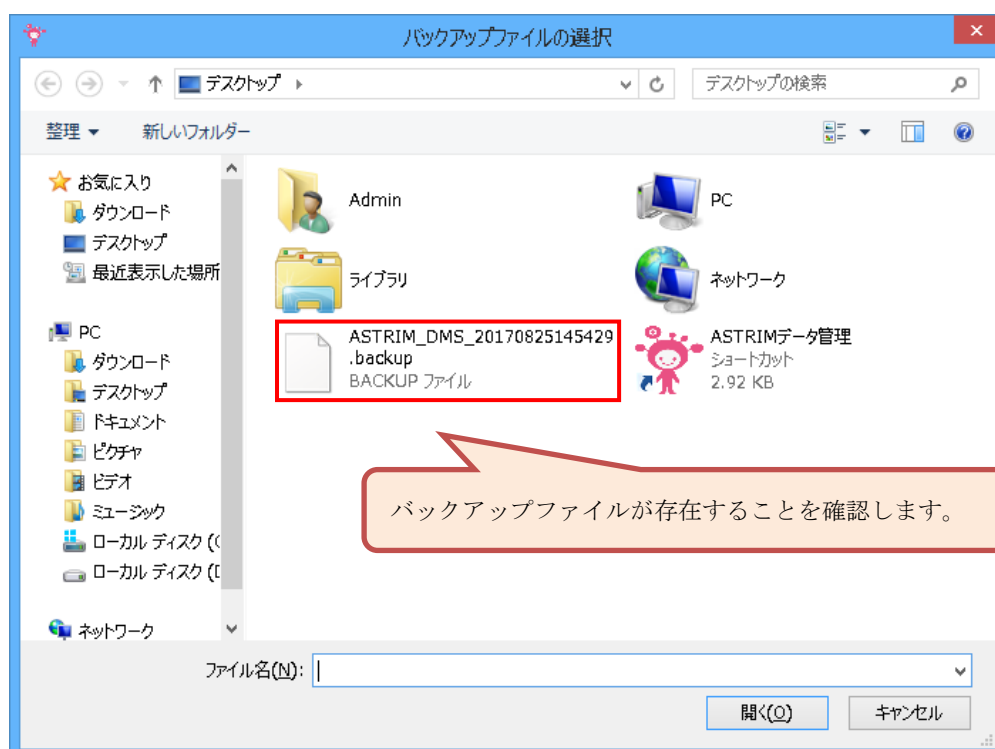 バックアップファイルの選択
デスクトップ
デスクトップの検索
整理
新しいフォルダー
お気に入り
ダウンロード
デスクトップ
最近表示した場所
PC
ダウンロード
デスクトップ
ドキュメント
ピクチャ
ビデオ
ミュージック
ローカル ディスク (
ローカル ディスク (
ネットワーク
Admin
PC
ライブラリ
ネットワーク
ASTRIM_DMS_20170825145429
.backup
BACKUP ファイル
ASTRIMデータ管理
ショートカット
2.92 KB
バックアップファイルが存在することを確認します。
ファイル名(N):
開く(O)
キャンセル